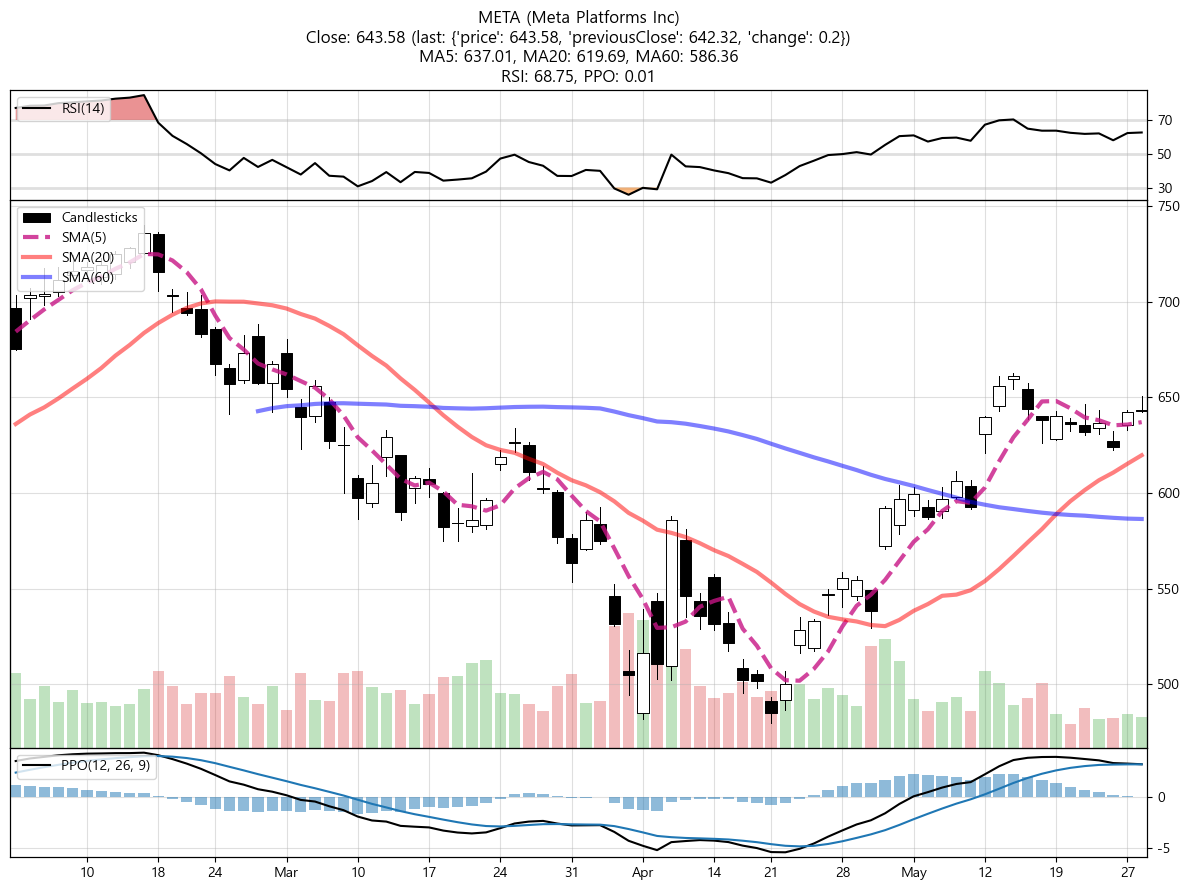 META (Meta Platforms Inc)
Close: 643.58 (last: {'price': 643.58, 'previousClose': 642.32, 'change': 0.2})
MA5: 637.01, MA20: 619.69, MA60: 586.36
RSI: 68.75, PPO: 0.01
RSI(14)
70
50
30
Candlesticks
SMA(5)
SMA(20)
SMA(60)
750
700
650
600
550
500
PPO(12, 26, 9)
0
-5
10 18 24 Mar 10 17 24 31 Apr 14 21 28 May 12 19 27